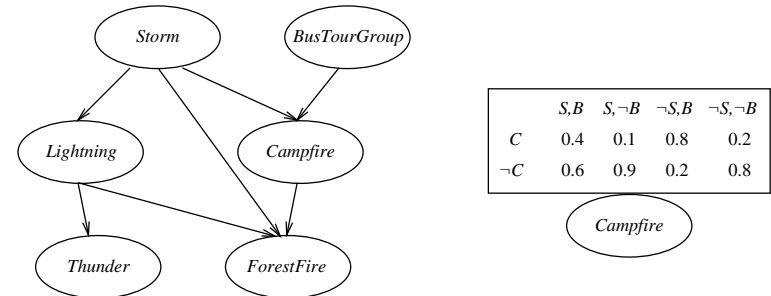 Storm
BusTourGroup
Lightning
Campfire
Thunder
ForestFire
S,B S,¬B ¬S,B ¬S,¬B
C 0.4 0.1 0.8 0.2
¬C 0.6 0.9 0.2 0.8
Campfire